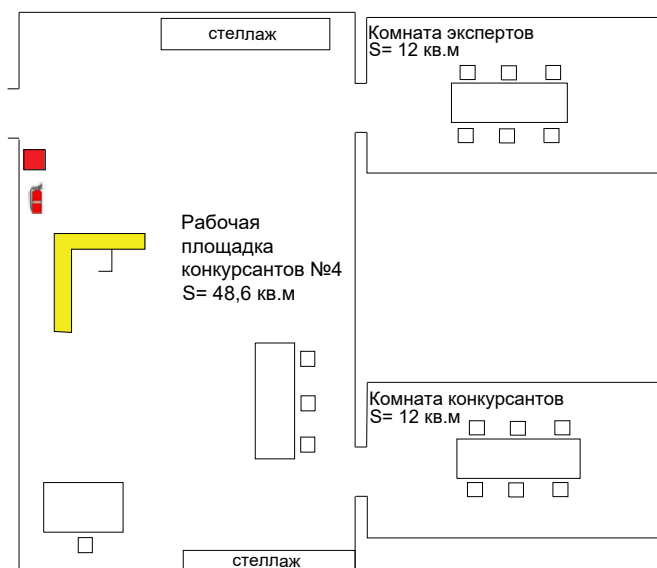 стеллаж
Комната экспертов
S= 12 кв.м
Рабочая
площадка
конкурсантов №4
S= 48,6 кв.м
Комната конкурсантов
S= 12 кв.м
стеллаж